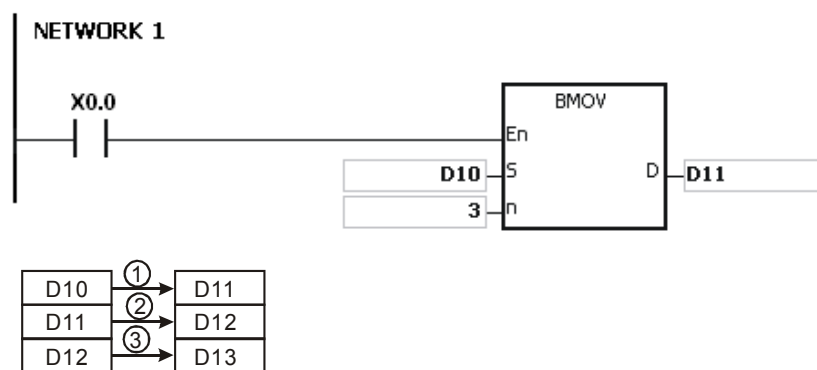 NETWORK 1
X0.0
BMOV
En
D10 S D D11
3 n
D10 ① D11
D11 ② D12
D12 ③ D13